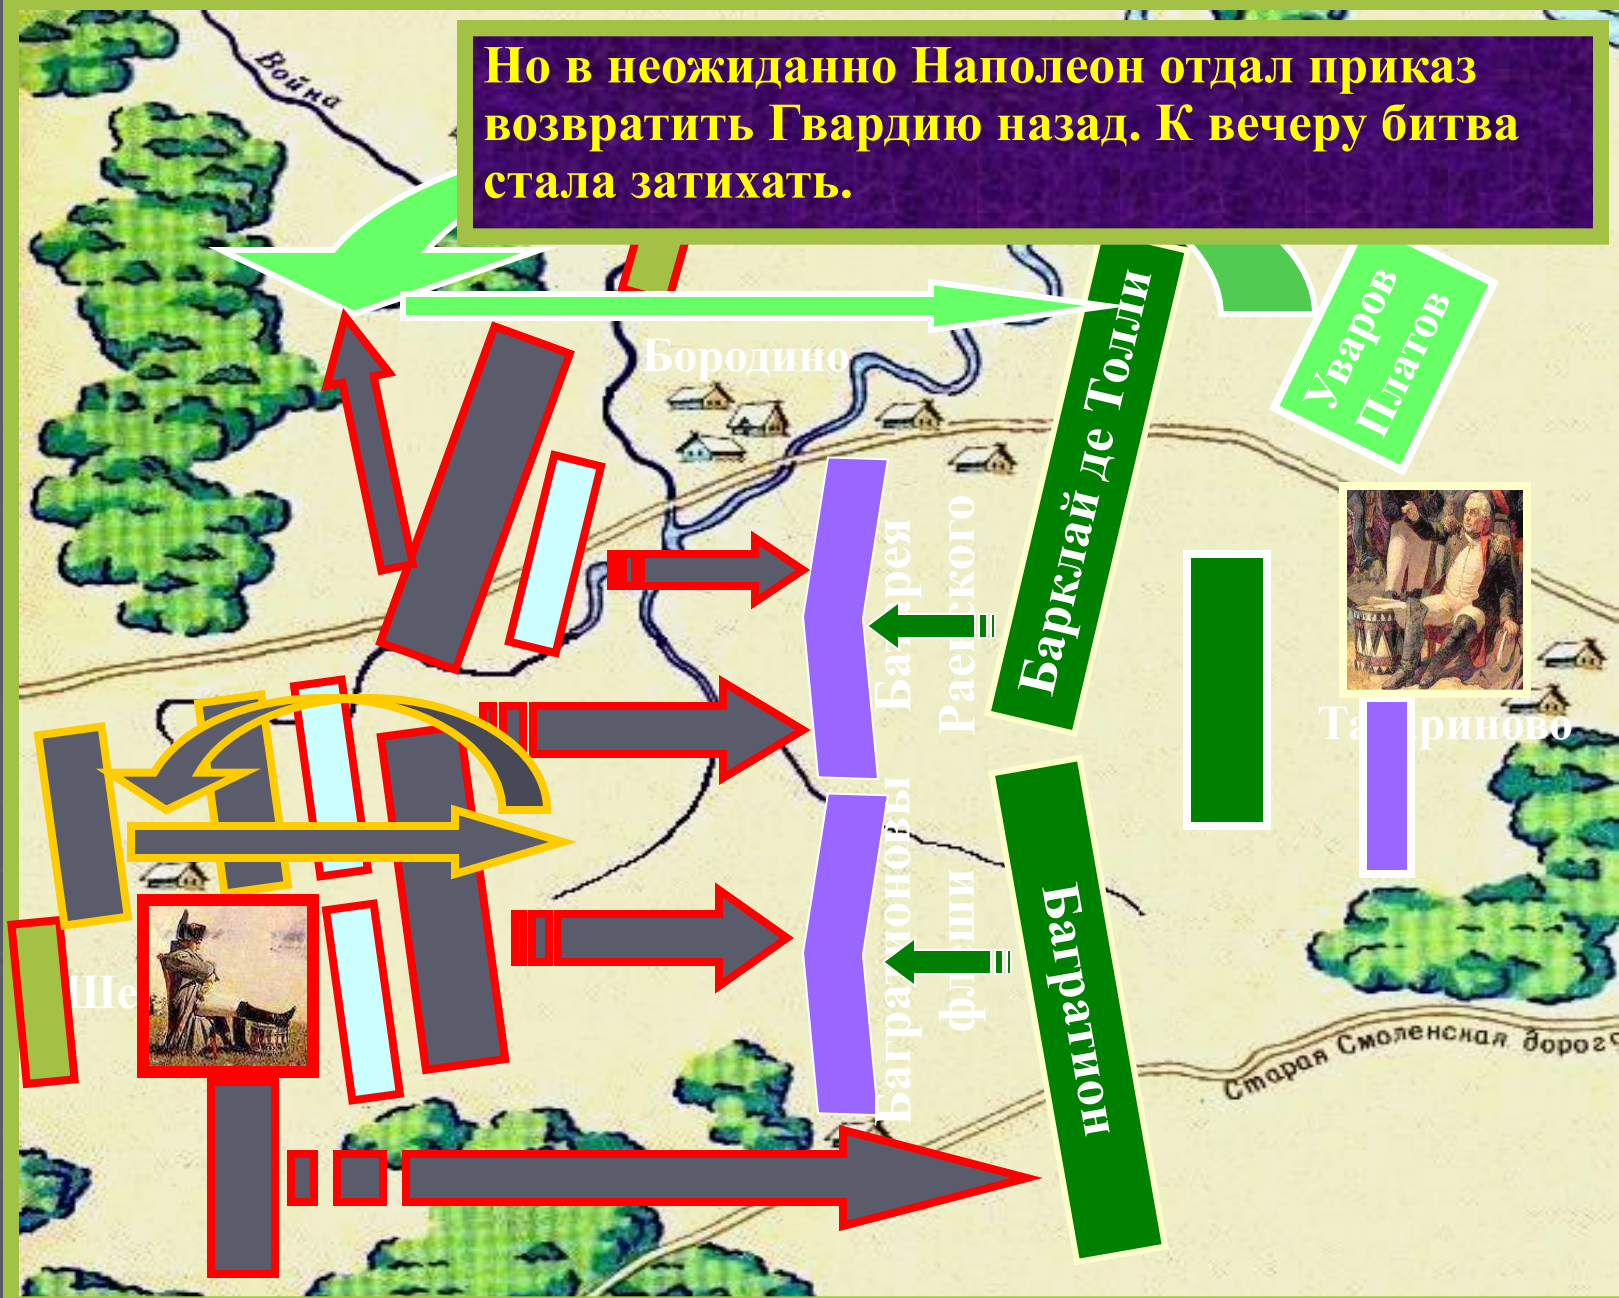 Но в неожиданно Наполеон отдал приказ
возвратить Гвардию назад. К вечеру битва
стала затихать.
Война
Уваров
Платов
Бородино
Барклай де Толли
Раевского
Багратион
Старая Смоленская дорога